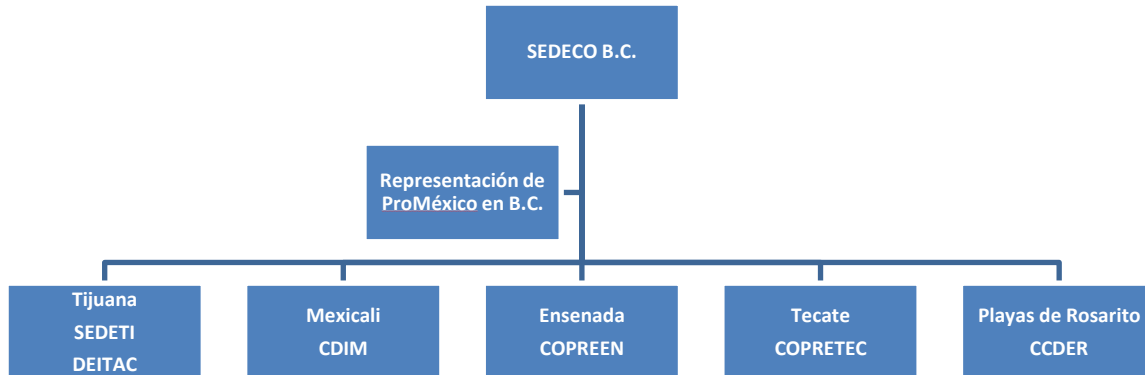 SEDECO B.C.
Representación de
ProMéxico en B.C.
Tijuana
SEDETI
DEITAC
Mexicali
CDIM
Ensenada
COPREEN
Tecate
COPRETEC
Playas de Rosarito
CCDER